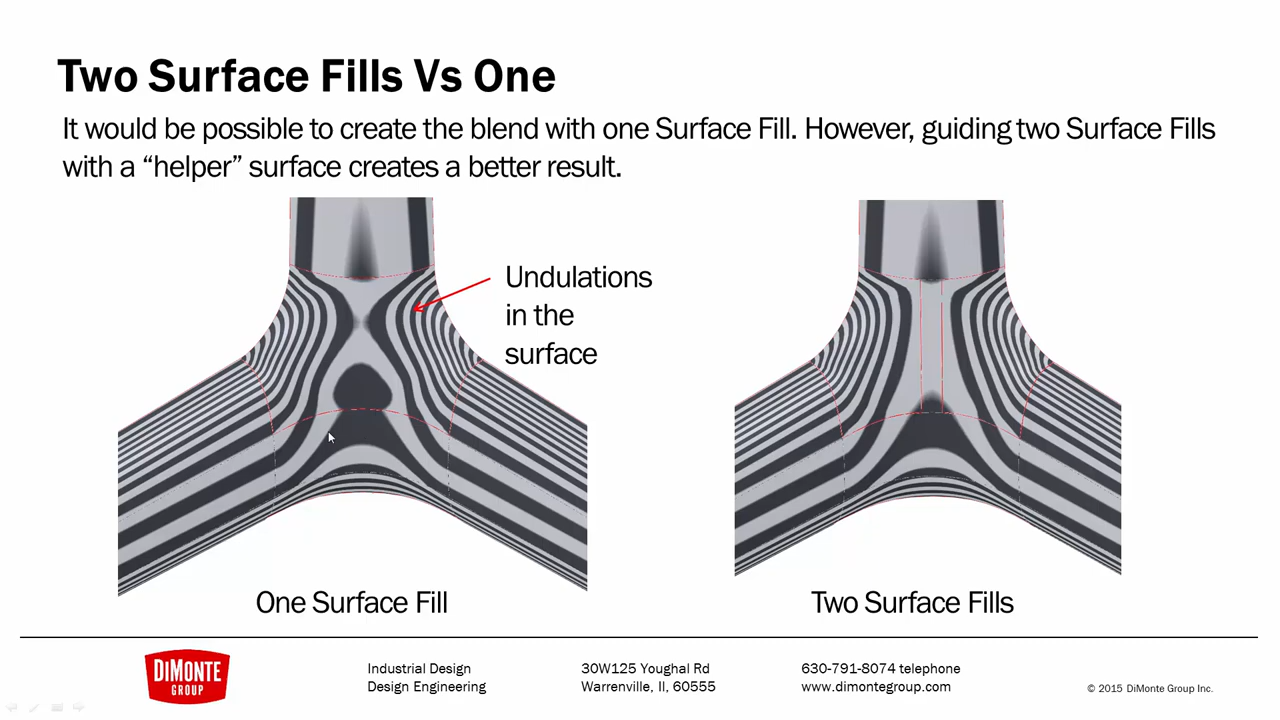 Two Surface Fills Vs One
It would be possible to create the blend with one Surface Fill. However, guiding two Surface Fills
with a “helper” surface creates a better result.
Undulations
in the
surface
One Surface Fill
Two Surface Fills
DiMONTE
GROUP
Industrial Design
Design Engineering
30W125 Youghal Rd
Warrenville, Il, 60555
630-791-8074 telephone
www.dimontegroup.com
© 2015 DiMonte Group Inc.